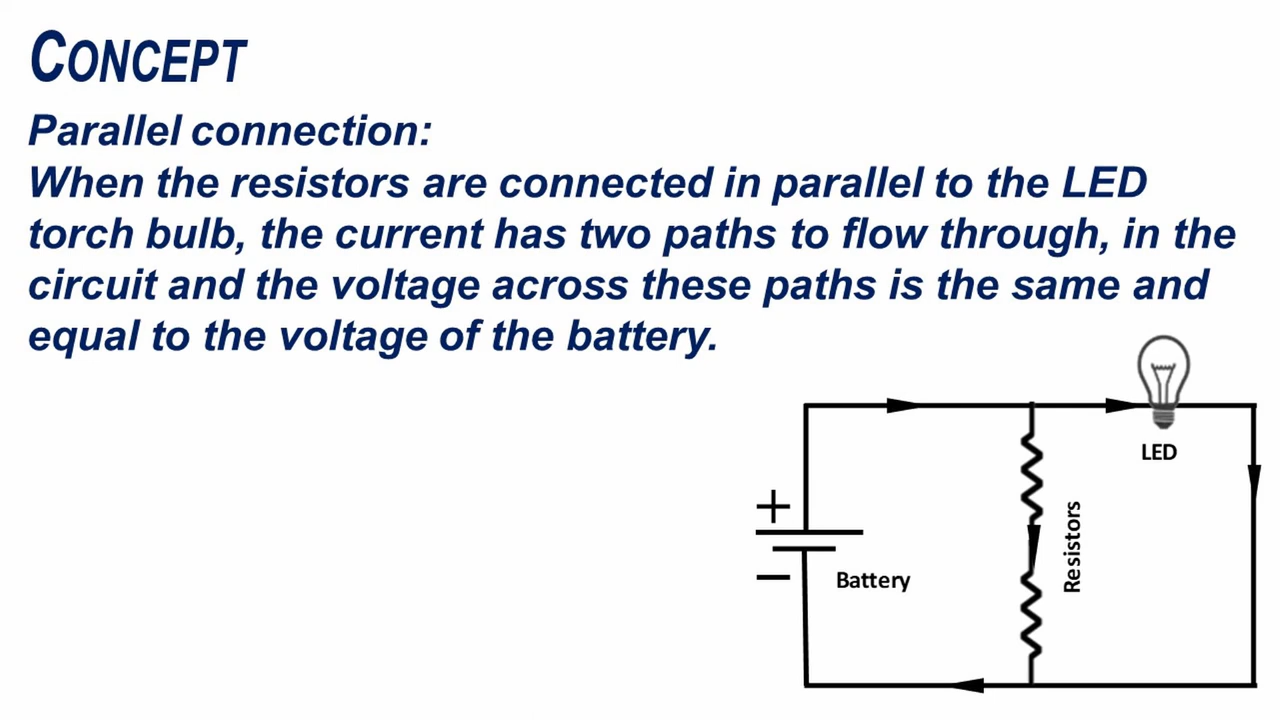 CONCEPT
Parallel connection:
When the resistors are connected in parallel to the LED
torch bulb, the current has two paths to flow through, in the
circuit and the voltage across these paths is the same and
equal to the voltage of the battery.
LED
Resistors
+
Battery
−